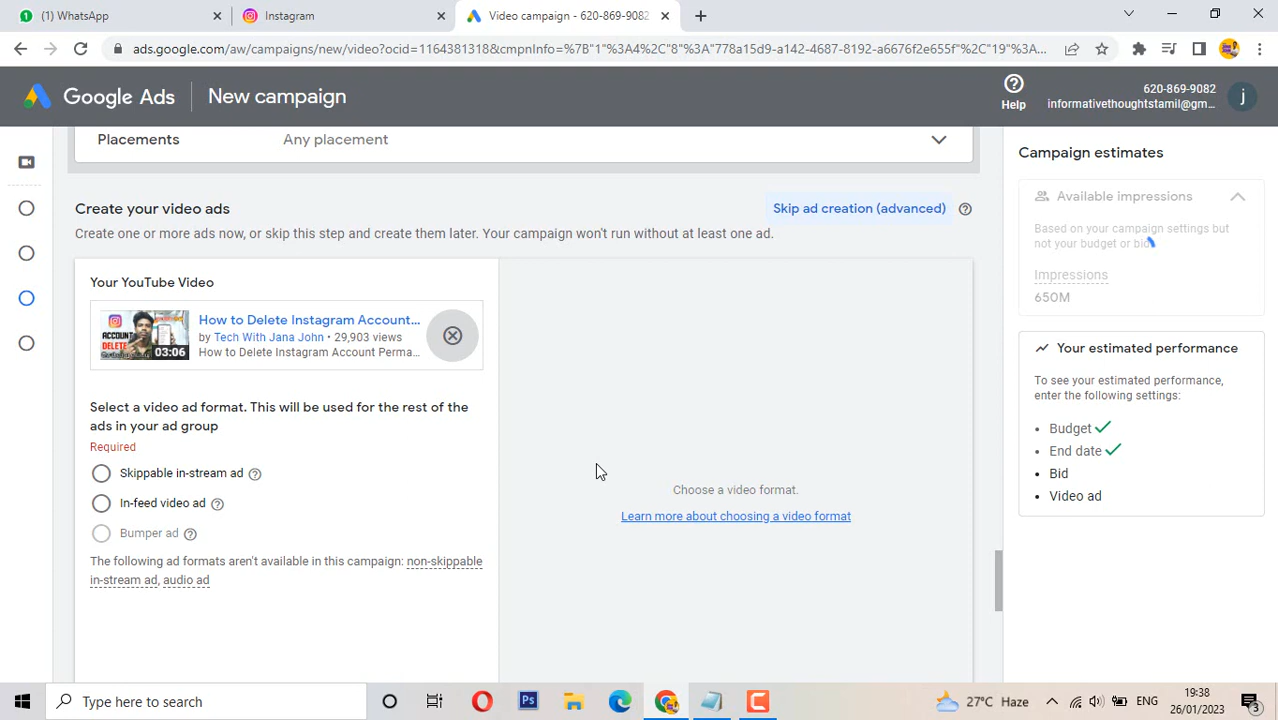 (1) WhatsApp
Instagram
Video campaign - 620-869-9082
ads.google.com/aw/campaigns/new/video?ocid=1164381318&cmpnInfo=%7B"1"%3A4%2C"8"%3A"778a15d9-a142-4687-8192-a6676f2e655f"%2C"19"%3A...
Google Ads
New campaign
Help
620-869-9082
informativethoughtstamil@gm...
j
Placements
Any placement
Campaign estimates
Available impressions
Based on your campaign settings but
not your budget or bid
Impressions
650M
Create your video ads
Skip ad creation (advanced)
Create one or more ads now, or skip this step and create them later. Your campaign won't run without at least one ad.
Your YouTube Video
ACCOUNT
DELETE
03:06
How to Delete Instagram Account...
by Tech With Jana John • 29,903 views
How to Delete Instagram Account Perma...
Your estimated performance
To see your estimated performance,
enter the following settings:
• Budget
• End date
• Bid
• Video ad
Select a video ad format. This will be used for the rest of the
ads in your ad group
Required
Skippable in-stream ad
In-feed video ad
Bumper ad
The following ad formats aren't available in this campaign: non-skippable
in-stream ad, audio ad
Choose a video format.
Learn more about choosing a video format
Type here to search
Ps
27°C Haze
ENG
19:38
26/01/2023
3